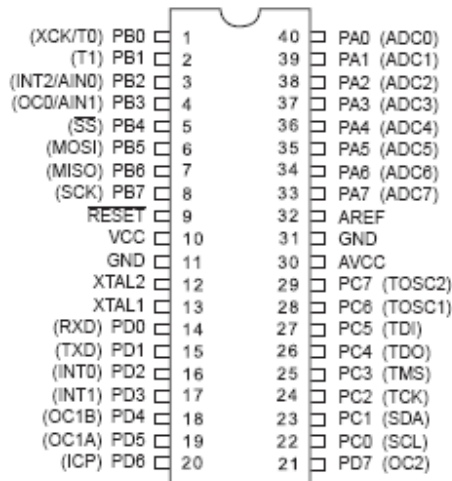 (XCK/T0) PB0 1 40 PA0 (ADC0)
(T1) PB1 2 39 PA1 (ADC1)
(INT2/AIN0) PB2 3 38 PA2 (ADC2)
(OC0/AIN1) PB3 4 37 PA3 (ADC3)
(S̅S̅) PB4 5 36 PA4 (ADC4)
(MOSI) PB5 6 35 PA5 (ADC5)
(MISO) PB6 7 34 PA6 (ADC6)
(SCK) PB7 8 33 PA7 (ADC7)
R̅E̅S̅E̅T̅ 9 32 AREF
VCC 10 31 GND
GND 11 30 AVCC
XTAL2 12 29 PC7 (TOSC2)
XTAL1 13 28 PC6 (TOSC1)
(RXD) PD0 14 27 PC5 (TDI)
(TXD) PD1 15 26 PC4 (TDO)
(INT0) PD2 16 25 PC3 (TMS)
(INT1) PD3 17 24 PC2 (TCK)
(OC1B) PD4 18 23 PC1 (SDA)
(OC1A) PD5 19 22 PC0 (SCL)
(ICP) PD6 20 21 PD7 (OC2)